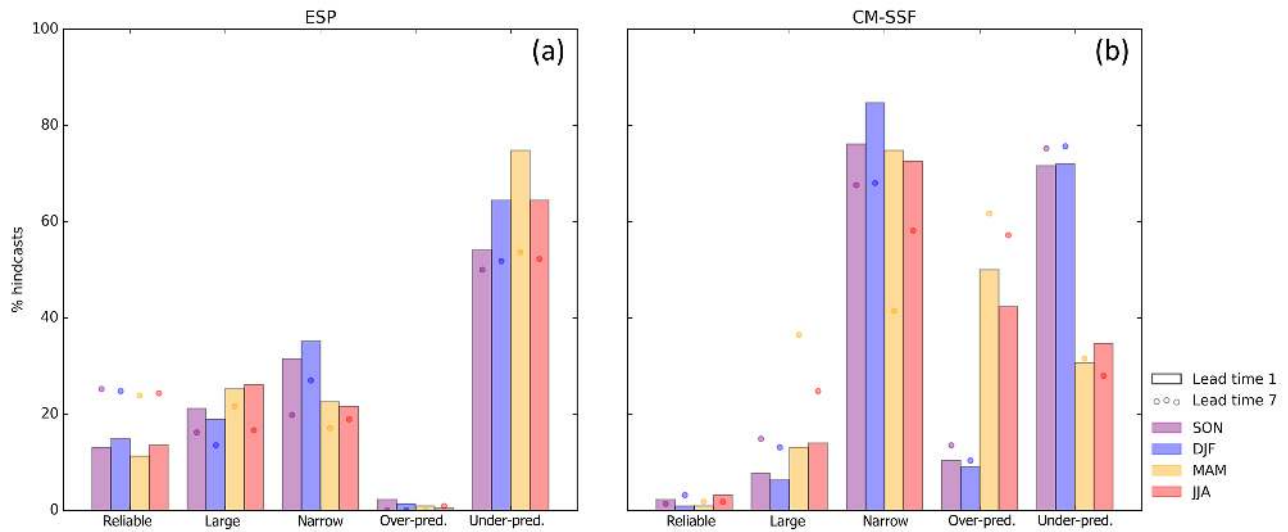 ESP
CM-SSF
(a)
(b)
100
80
60
40
20
0
% hindcasts
Reliable Large Narrow Over-pred. Under-pred.
Reliable Large Narrow Over-pred. Under-pred.
Lead time 1
Lead time 7
SON
DJF
MAM
JJA